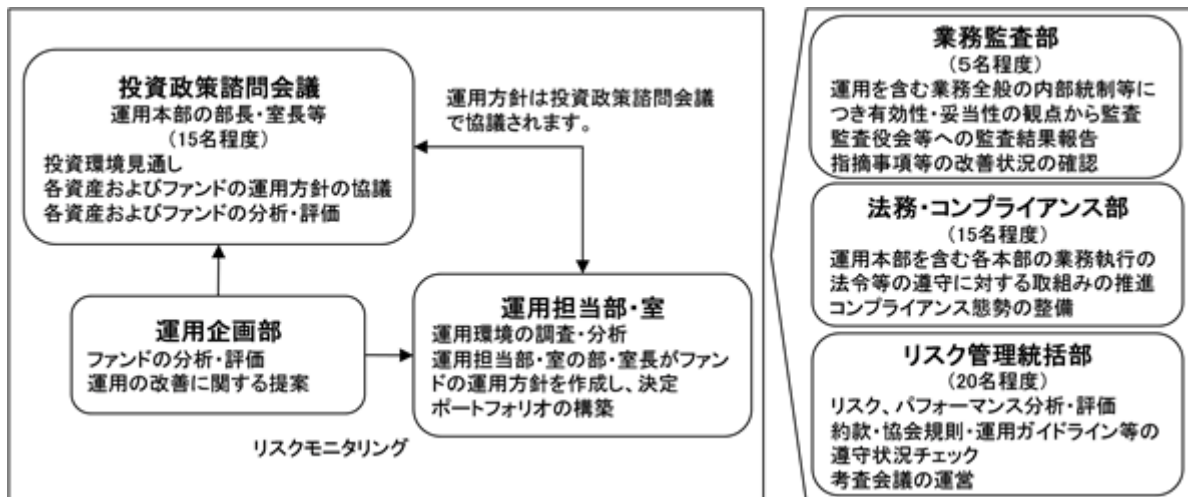 投資政策諮問会議
運用本部の部長・室長等
(15名程度)
投資環境見通し
各資産およびファンドの運用方針の協議
各資産およびファンドの分析・評価
運用方針は投資政策諮問会議
で協議されます。
運用企画部
ファンドの分析・評価
運用の改善に関する提案
運用担当部・室
運用環境の調査・分析
運用担当部・室の部・室長がファン
ドの運用方針を作成し、決定
ポートフォリオの構築
リスクモニタリング
業務監査部
(5名程度)
運用を含む業務全般の内部統制等に
つき有効性・妥当性の観点から監査
監査役会等への監査結果報告
指摘事項等の改善状況の確認
法務・コンプライアンス部
(15名程度)
運用本部を含む各本部の業務執行の
法令等の遵守に対する取組みの推進
コンプライアンス態勢の整備
リスク管理統括部
(20名程度)
リスク、パフォーマンス分析・評価
約款・協会規則・運用ガイドライン等の
遵守状況チェック
考査会議の運営